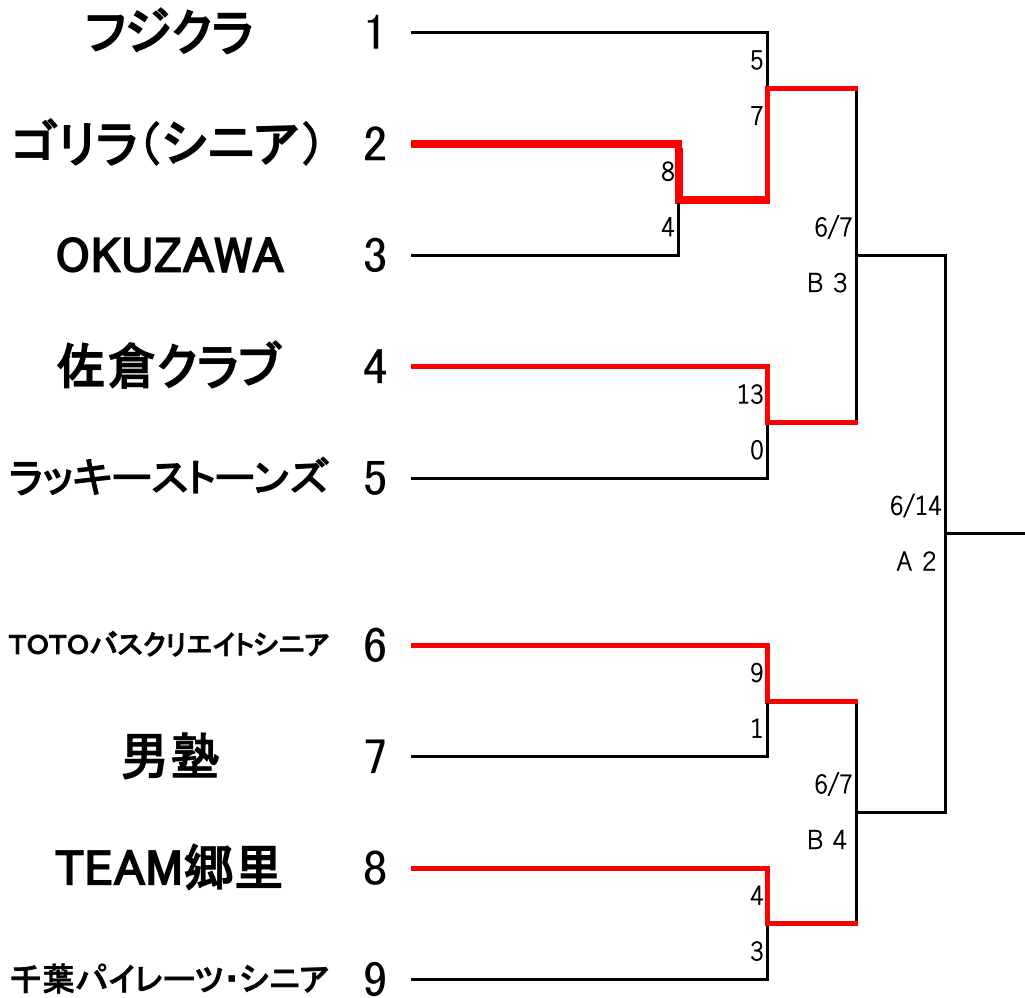 フジクラ 1
5
7
ゴリラ（シニア） 2
8
4
OKUZAWA 3
6/7
B 3
佐倉クラブ 4
13
0
ラッキーストーンズ 5
6/14
A 2
TOTOバスクリエイトシニア 6
9
1
男塾 7
6/7
B 4
TEAM郷里 8
4
3
千葉パイレーツ・シニア 9